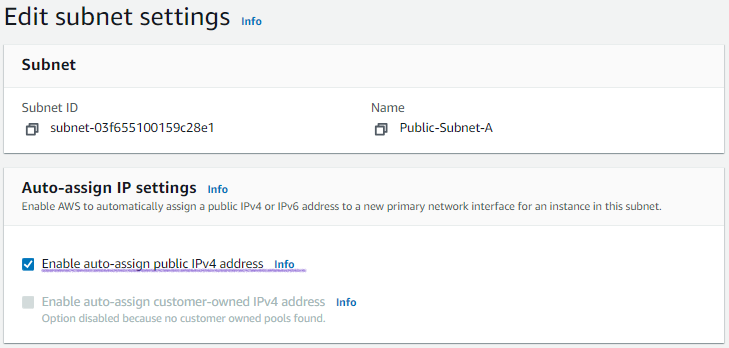 Edit subnet settings Info
Subnet
Subnet ID Name
subnet-03f655100159c28e1 Public-Subnet-A
Auto-assign IP settings Info
Enable AWS to automatically assign a public IPv4 or IPv6 address to a new primary network interface for an instance in this subnet.
Enable auto-assign public IPv4 address Info
Enable auto-assign customer-owned IPv4 address Info
Option disabled because no customer owned pools found.